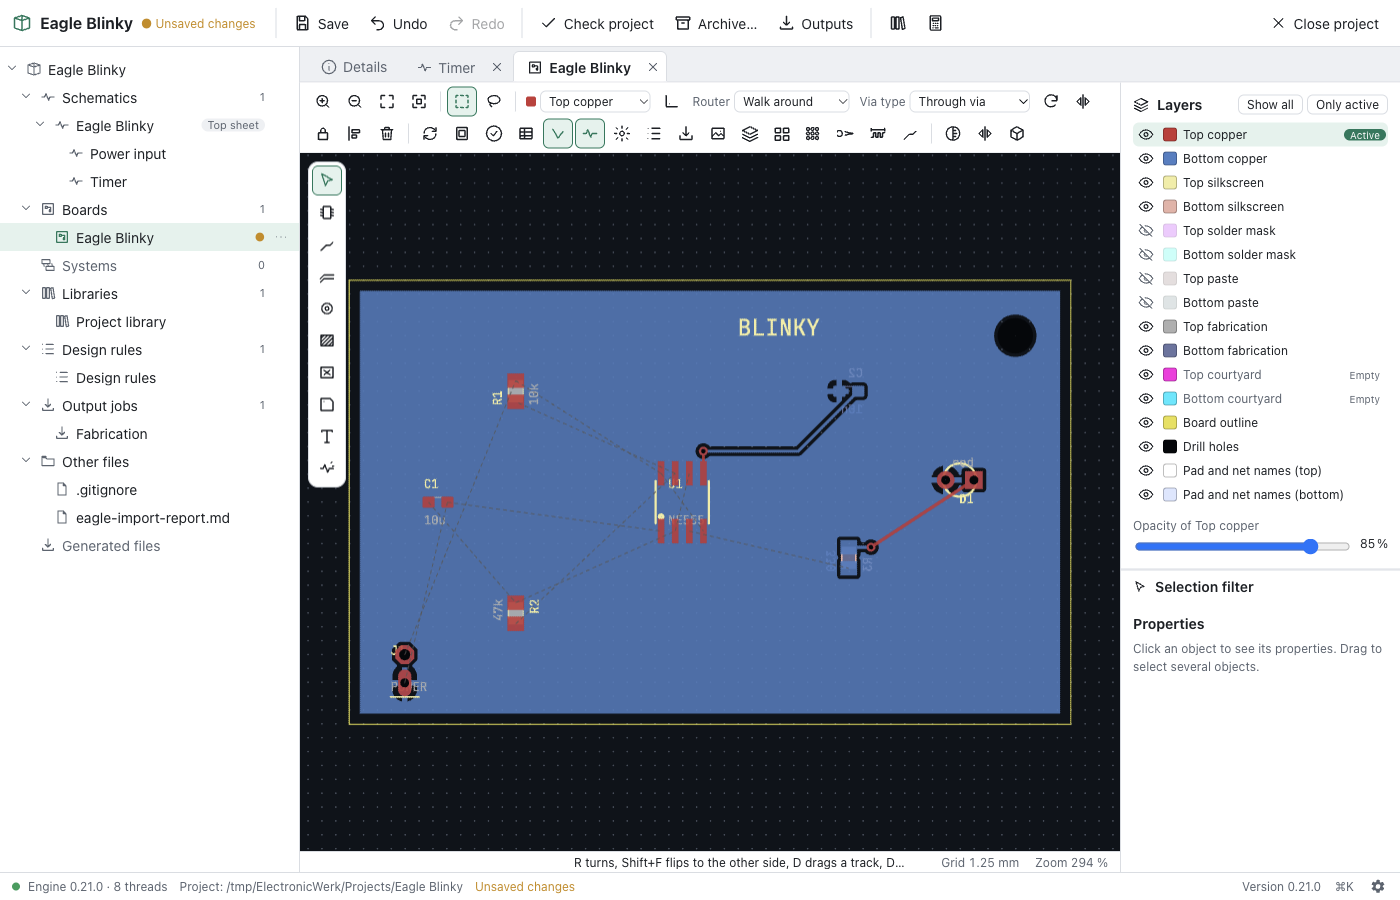 Eagle Blinky
Unsaved changes
Save
Undo
Redo
Check project
Archive...
Outputs
Close project
Eagle Blinky
Schematics 1
Eagle Blinky Top sheet
Power input
Timer
Boards 1
Eagle Blinky
Systems 0
Libraries 1
Project library
Design rules 1
Design rules
Output jobs 1
Fabrication
Other files
.gitignore
eagle-import-report.md
Generated files
Details
Timer
Eagle Blinky
Top copper
Router
Walk around
Via type
Through via
BLINKY
R1
10k
C2
C1
10u
U1
NE555
red
D1
47k
R2
Layers
Show all
Only active
Top copper Active
Bottom copper
Top silkscreen
Bottom silkscreen
Top solder mask
Bottom solder mask
Top paste
Bottom paste
Top fabrication
Bottom fabrication
Top courtyard Empty
Bottom courtyard Empty
Board outline
Drill holes
Pad and net names (top)
Pad and net names (bottom)
Opacity of Top copper
85 %
Selection filter
Properties
Click an object to see its properties. Drag to
select several objects.
R turns, Shift+F flips to the other side, D drags a track, D...
Grid 1.25 mm
Zoom 294 %
Engine 0.21.0 · 8 threads
Project: /tmp/ElectronicWerk/Projects/Eagle Blinky
Unsaved changes
Version 0.21.0
⌘K